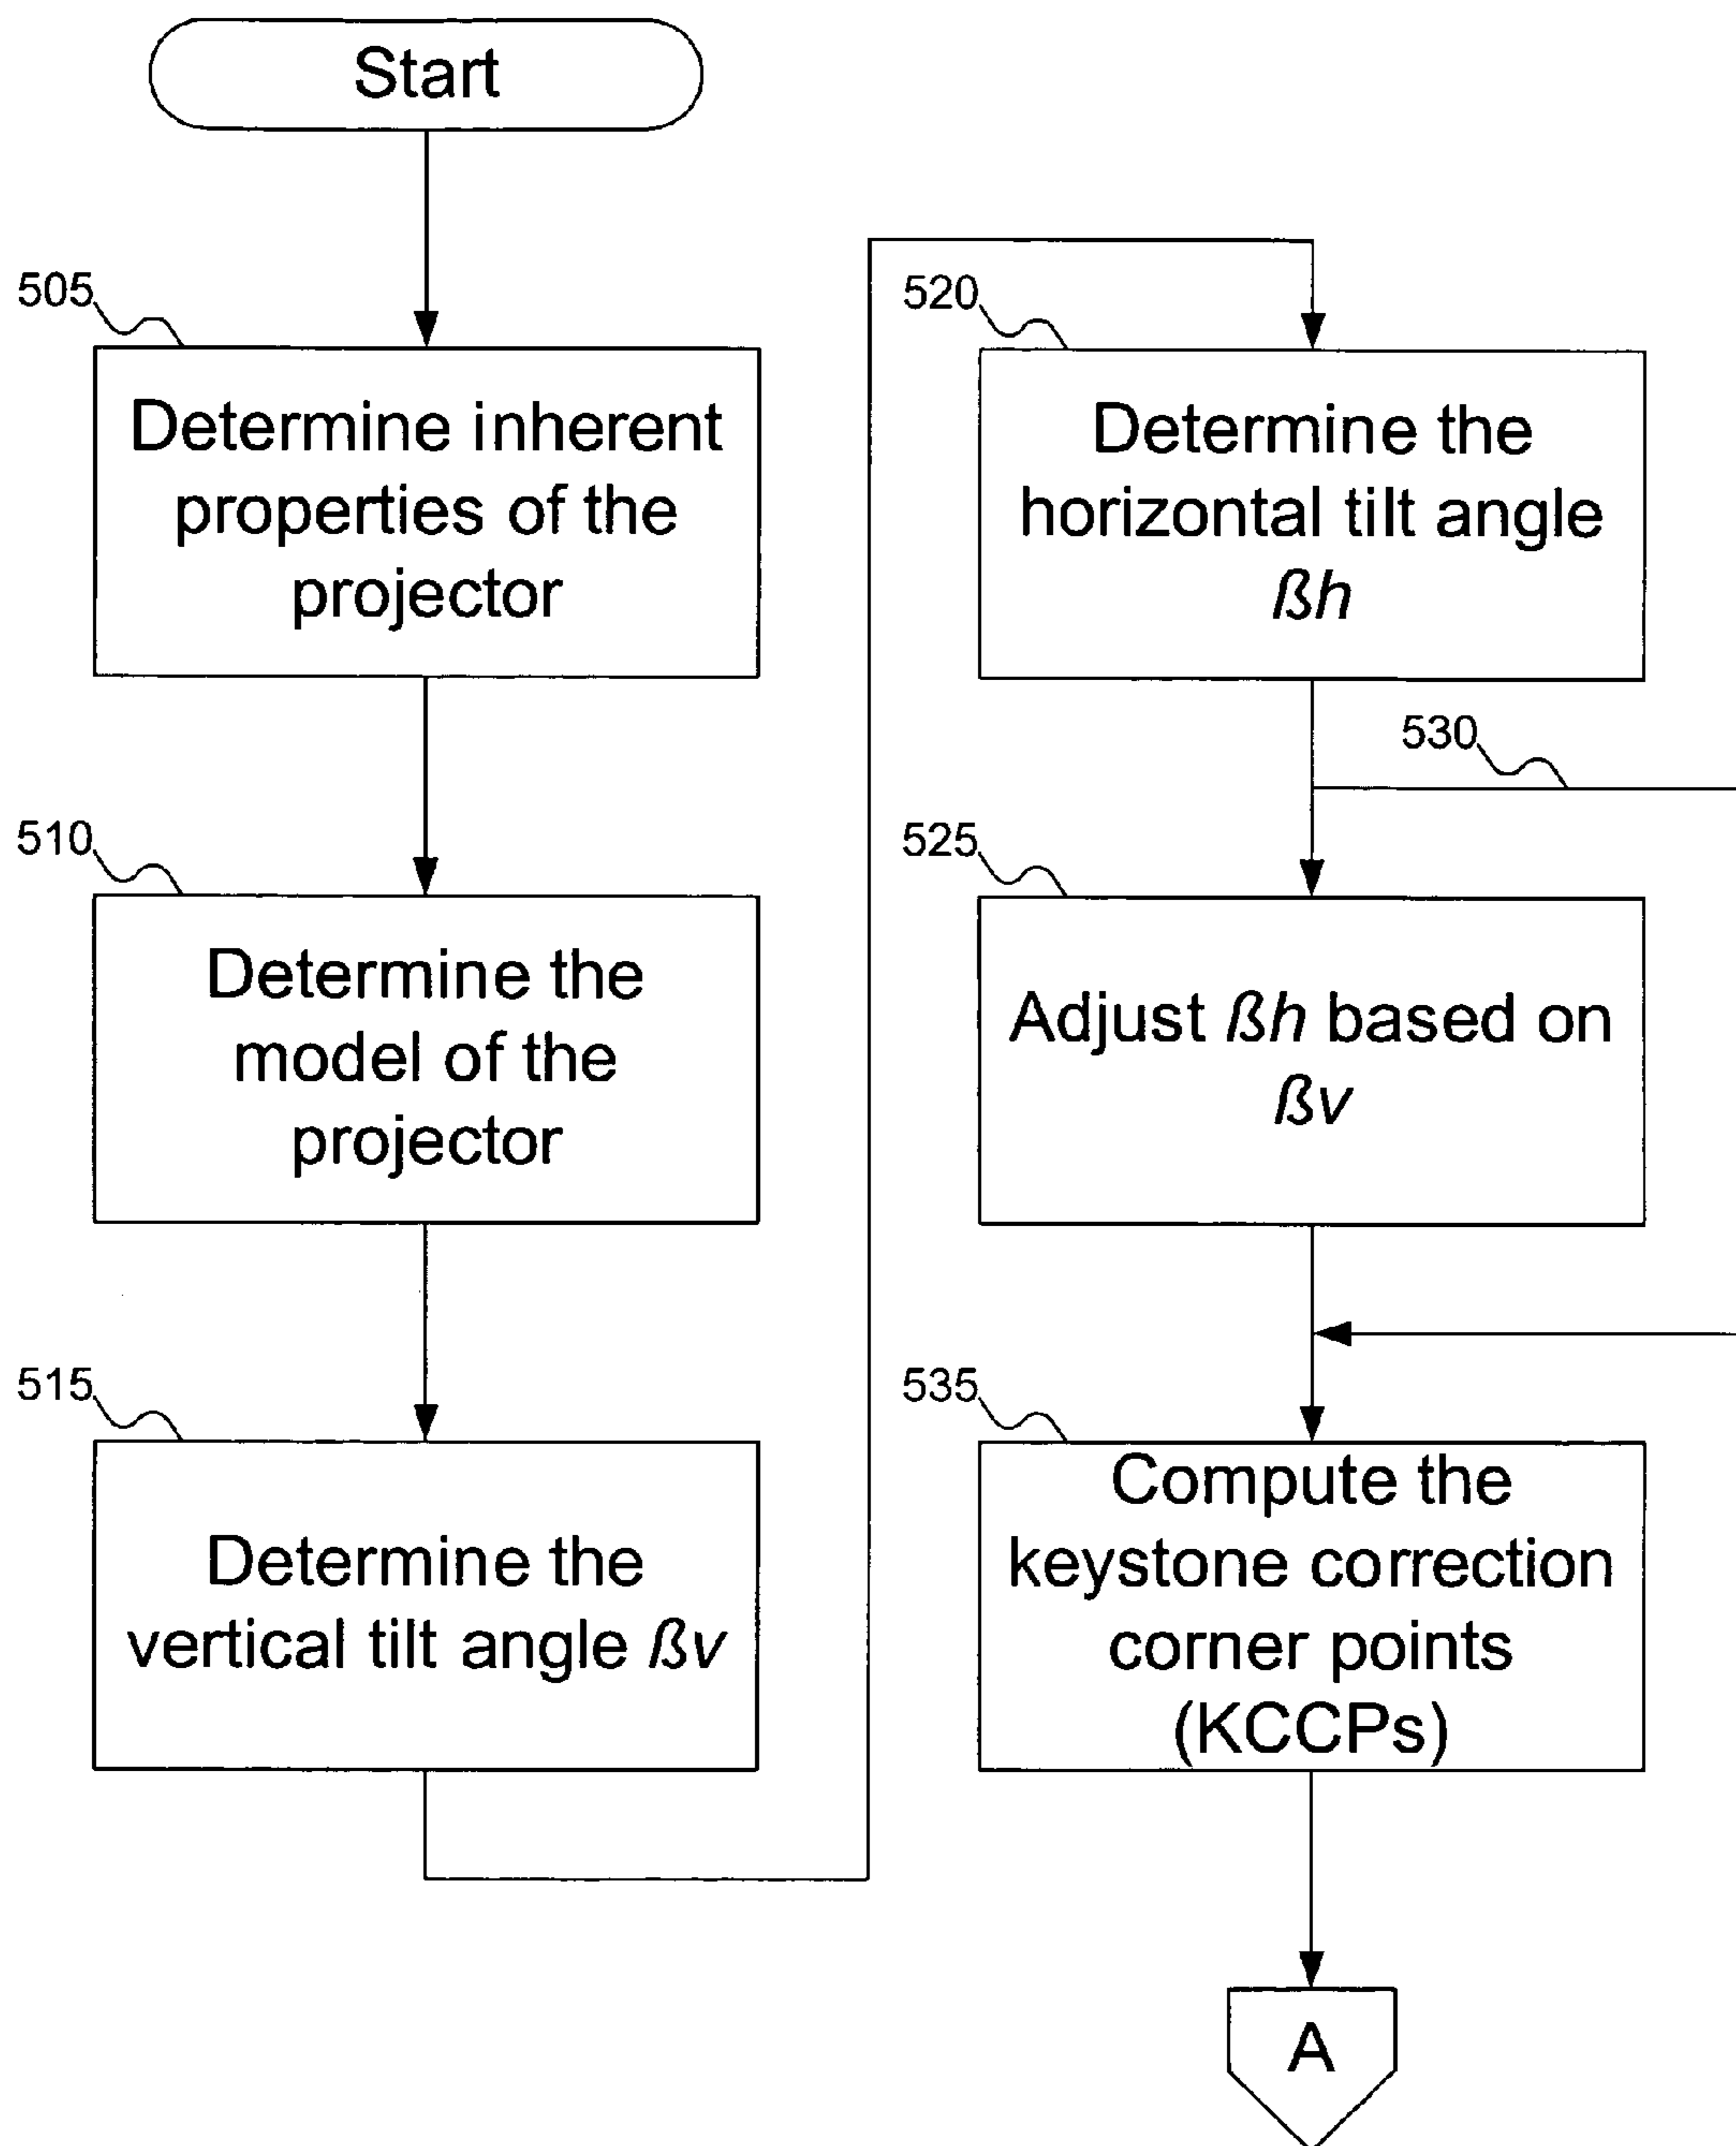 Start
505
Determine inherent
properties of the
projector
510
Determine the
model of the
projector
515
Determine the
vertical tilt angle ßv
520
Determine the
horizontal tilt angle
ßh
530
525
Adjust ßh based on
ßv
535
Compute the
keystone correction
corner points
(KCCPs)
A